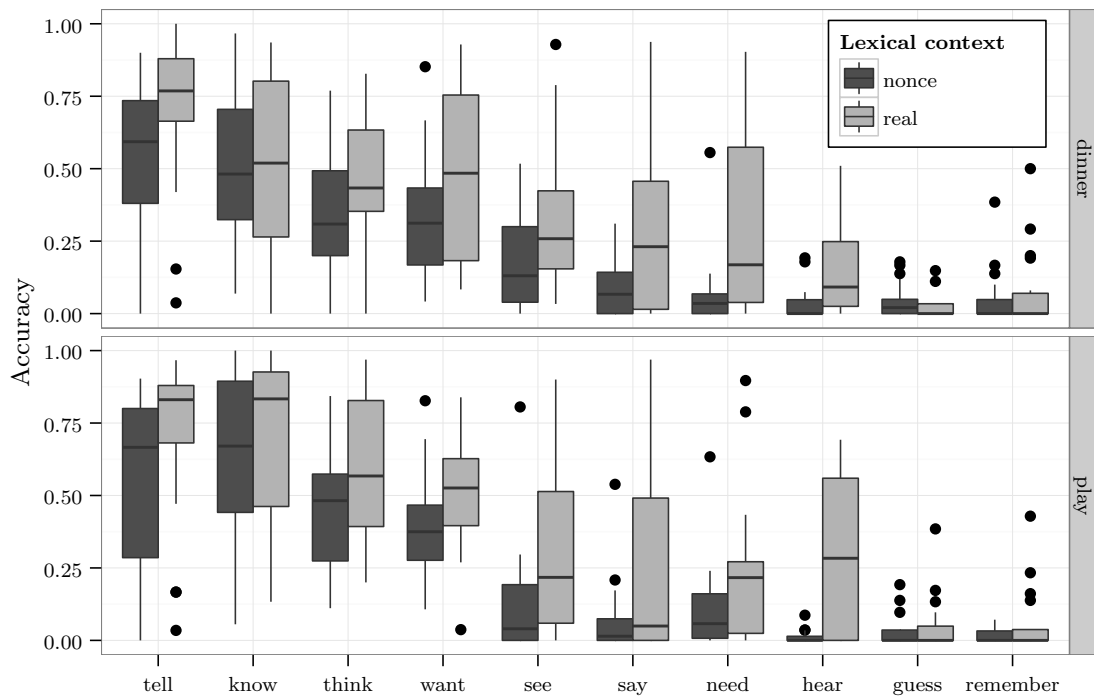 Accuracy
1.00
0.75
0.50
0.25
0.00
dinner
Lexical context
nonce
real
1.00
0.75
0.50
0.25
0.00
play
tell know think want see say need hear guess remember